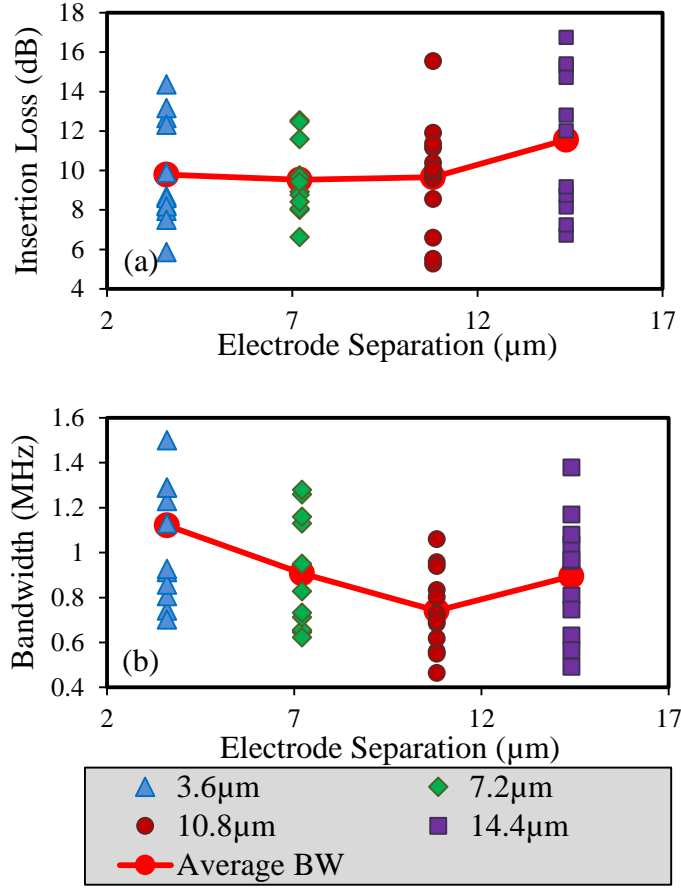 18
16
14
12
10
8
6
4
Insertion Loss (dB)
(a)
2 7 12 17
Electrode Separation (µm)
1.6
1.4
1.2
1
0.8
0.6
0.4
Bandwidth (MHz)
(b)
2 7 12 17
Electrode Separation (µm)
3.6µm 7.2µm
10.8µm 14.4µm
Average BW